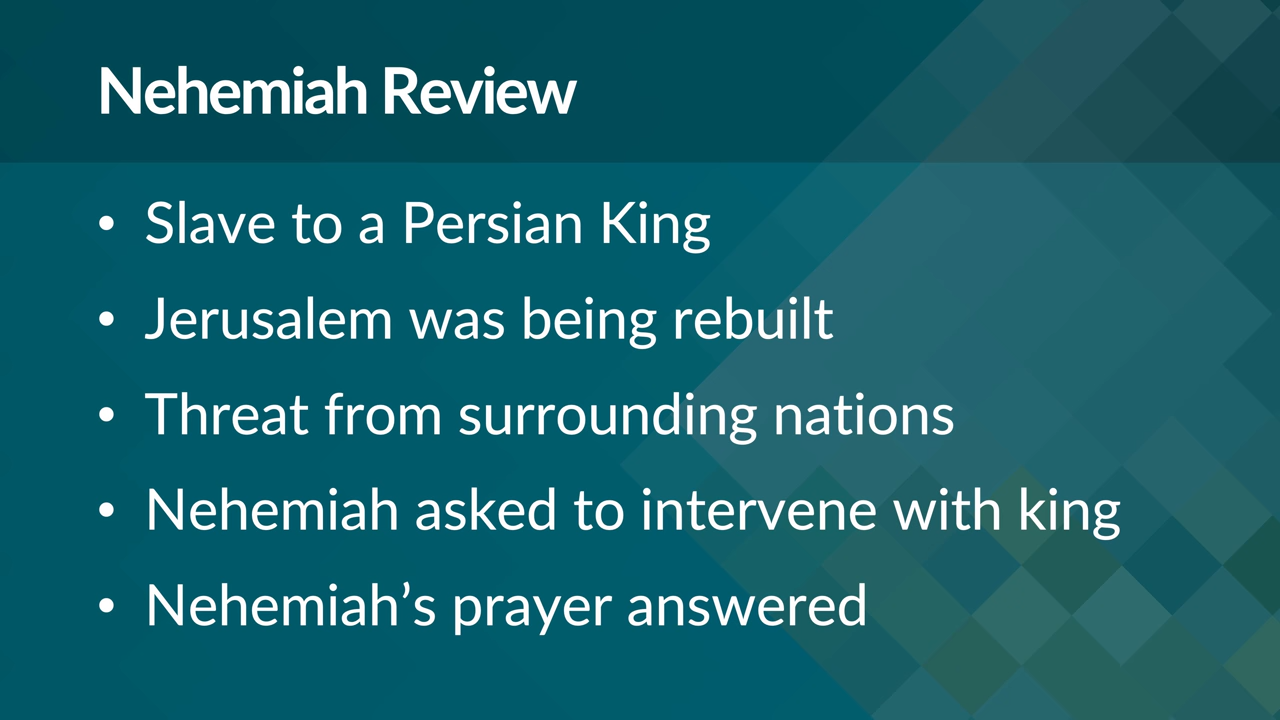 Nehemiah Review
• Slave to a Persian King
• Jerusalem was being rebuilt
• Threat from surrounding nations
• Nehemiah asked to intervene with king
• Nehemiah’s prayer answered